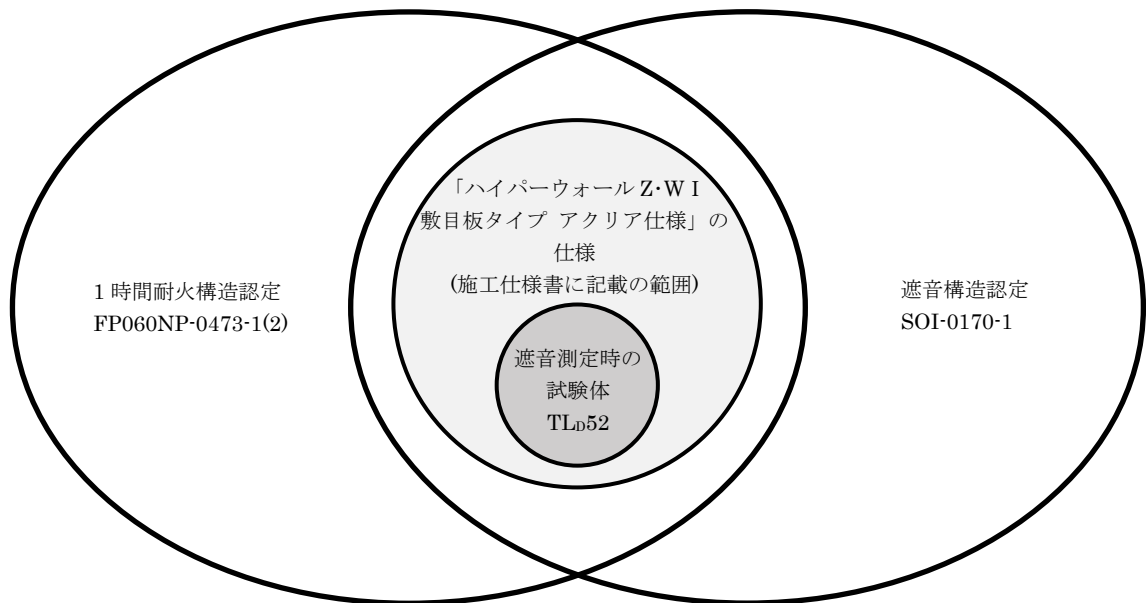 1 時間耐火構造認定
FP060NP-0473-1(2)
「ハイパーウォール Z・W I
敷目板タイプ アクリア仕様」の
仕様
(施工仕様書に記載の範囲)
遮音測定時の
試験体
TLD52
遮音構造認定
SOI-0170-1